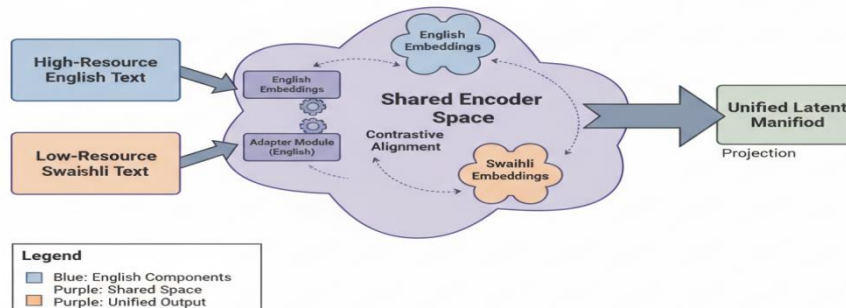 High-Resource
English Text
Low-Resource
Swaishli Text
English
Embeddings
Adapter Module
(English)
English
Embeddings
Shared Encoder
Space
Contrastive
Alignment
Swaihli
Embeddings
Unified Latent
Manifiod
Projection
Legend
Blue: English Components
Purple: Shared Space
Purple: Unified Output